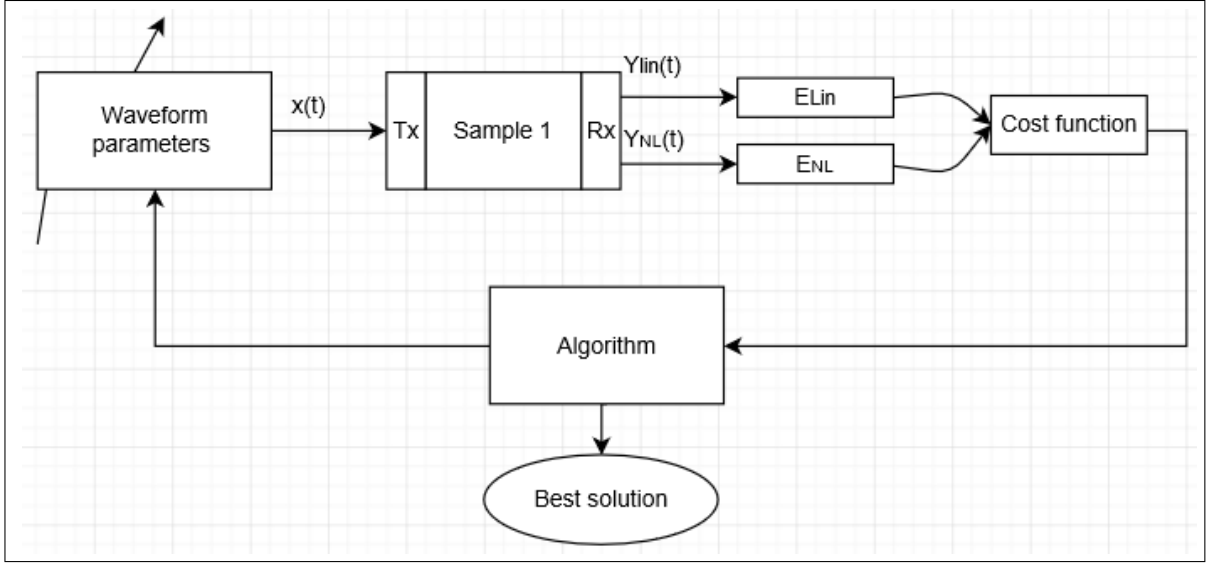 Waveform
parameters
x(t)
Tx
Sample 1
Rx
Ylin(t)
YNL(t)
ELin
ENL
Cost function
Algorithm
Best solution